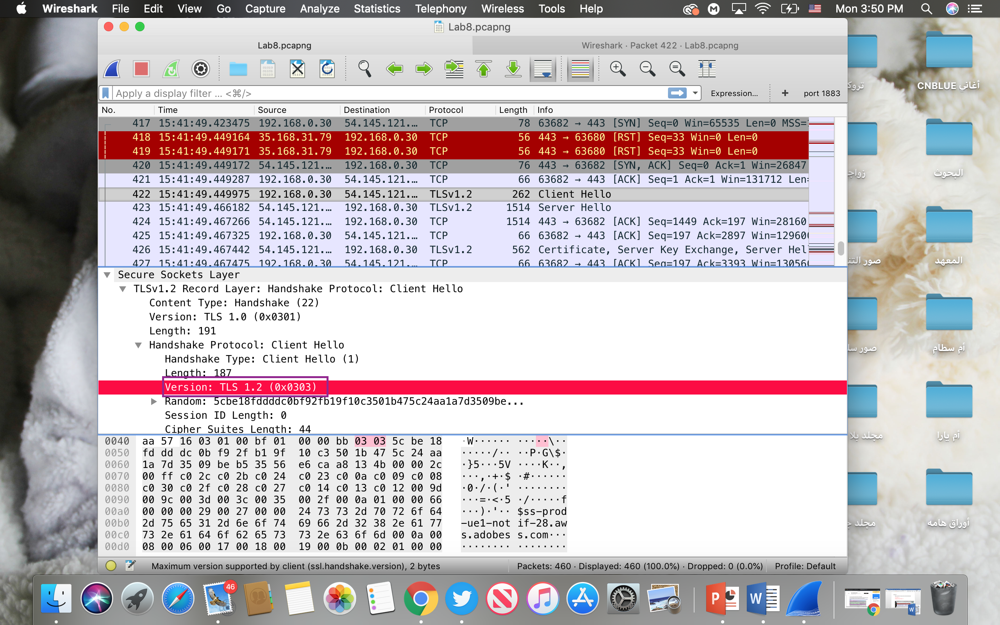 Wireshark File Edit View Go Capture Analyze Statistics Telephony Wireless Tools Help Mon 3:50 PM
Lab8.pcapng
Lab8.pcapng Wireshark · Packet 422 · Lab8.pcapng
Apply a display filter … <⌘/> Expression… + port 1883
No. Time Source Destination Protocol Length Info
417 15:41:49.423475 192.168.0.30 54.145.121.… TCP 78 63682 → 443 [SYN] Seq=0 Win=65535 Len=0 MSS=
418 15:41:49.449164 35.168.31.79 192.168.0.30 TCP 56 443 → 63680 [RST] Seq=33 Win=0 Len=0
419 15:41:49.449171 35.168.31.79 192.168.0.30 TCP 56 443 → 63680 [RST] Seq=33 Win=0 Len=0
420 15:41:49.449172 54.145.121.… 192.168.0.30 TCP 76 443 → 63682 [SYN, ACK] Seq=0 Ack=1 Win=26847
421 15:41:49.449287 192.168.0.30 54.145.121.… TCP 66 63682 → 443 [ACK] Seq=1 Ack=1 Win=131712 Len=
422 15:41:49.449975 192.168.0.30 54.145.121.… TLSv1.2 262 Client Hello
423 15:41:49.466182 54.145.121.… 192.168.0.30 TLSv1.2 1514 Server Hello
424 15:41:49.467266 54.145.121.… 192.168.0.30 TCP 1514 443 → 63682 [ACK] Seq=1449 Ack=197 Win=28160
425 15:41:49.467325 192.168.0.30 54.145.121.… TCP 66 63682 → 443 [ACK] Seq=197 Ack=2897 Win=12960
426 15:41:49.467442 54.145.121.… 192.168.0.30 TLSv1.2 562 Certificate, Server Key Exchange, Server Hel
427 15:41:49.467475 192.168.0.30 54.145.121.… TCP 66 63682 → 443 [ACK] Seq=197 Ack=3393 Win=13056
Secure Sockets Layer
TLSv1.2 Record Layer: Handshake Protocol: Client Hello
Content Type: Handshake (22)
Version: TLS 1.0 (0x0301)
Length: 191
Handshake Protocol: Client Hello
Handshake Type: Client Hello (1)
Length: 187
Version: TLS 1.2 (0x0303)
Random: 5cbe18fddddc0bf92fb19f10c3501b475c24aa1a7d3509be...
Session ID Length: 0
Cipher Suites Length: 44
0040 aa 57 16 03 01 00 bf 01 00 00 bb 03 03 5c be 18 ·W······ ·····\··
0050 fd dd dc 0b f9 2f b1 9f 10 c3 50 1b 47 5c 24 aa ·····/·· ··P·G\$·
0060 1a 7d 35 09 be b5 35 56 e6 ca a8 13 4b 00 00 2c ·}5···5V ····K··,
0070 00 ff c0 2c c0 2b c0 24 c0 23 c0 0a c0 09 c0 08 ···,·+·$ ·#······
0080 c0 30 c0 2f c0 28 c0 27 c0 14 c0 13 c0 12 00 9d ·0·/·(·' ········
0090 00 9c 00 3d 00 3c 00 35 00 2f 00 0a 01 00 00 66 ···=·<·5 ·/·····f
00a0 00 00 00 29 00 27 00 00 24 73 73 2d 70 72 6f 64 ···)·'·· $ss-prod
00b0 2d 75 65 31 2d 6e 6f 74 69 66 2d 32 38 2e 61 77 -ue1-not if-28.aw
00c0 73 2e 61 64 6f 62 65 73 73 2e 63 6f 6d 00 0a 00 s.adobes s.com···
00d0 08 00 06 00 17 00 18 00 19 00 0b 00 02 01 00 00 ········ ········
Maximum version supported by client (ssl.handshake.version), 2 bytes Packets: 460 · Displayed: 460 (100.0%) · Dropped: 0 (0.0%) Profile: Default
أغاني CNBLUE
البحوث
زواج
المعهد
صور التن
أم سطام
صور سل
أم يارا
مجلد بلا
أوراق هامه
مجلد ج
46